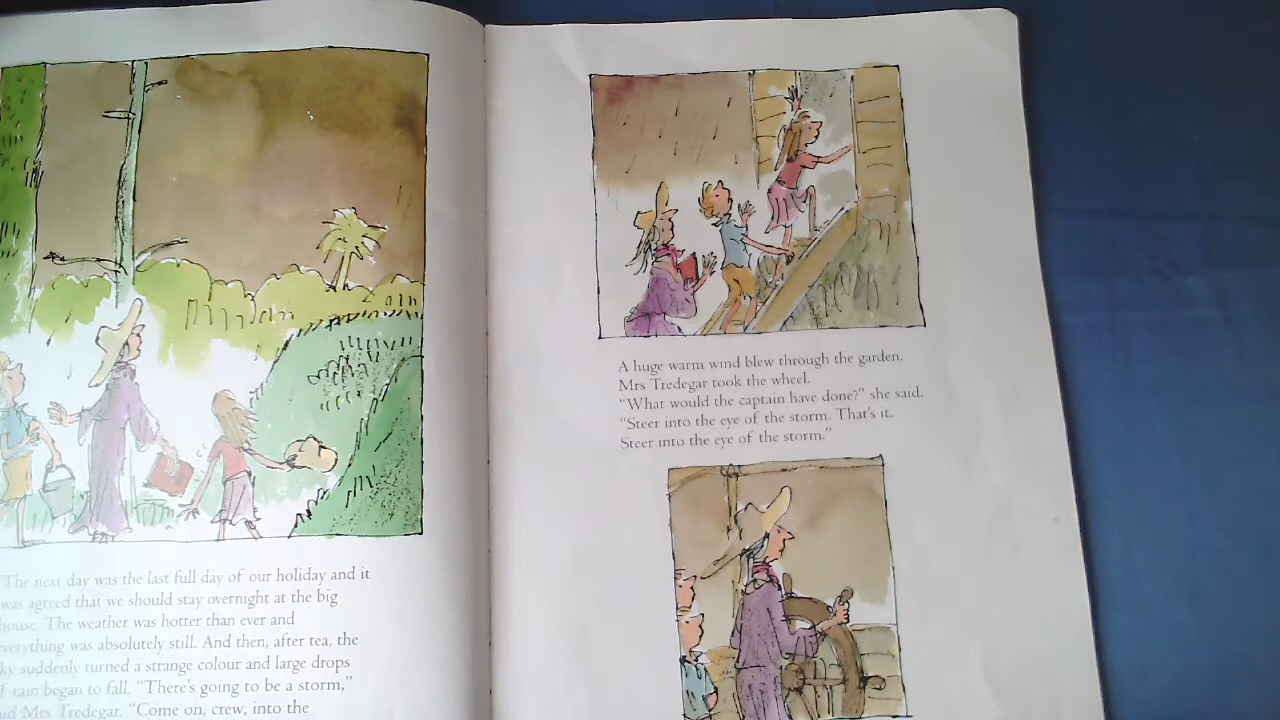 The next day was the last full day of our holiday and it
was agreed that we should stay overnight at the big
house. The weather was hotter than ever and
everything was absolutely still. And then, after tea, the
sky suddenly turned a strange colour and large drops
of rain began to fall. "There's going to be a storm,"
said Mrs Tredegar. "Come on, crew, into the
A huge warm wind blew through the garden.
Mrs Tredegar took the wheel.
"What would the captain have done?" she said.
"Steer into the eye of the storm. That's it.
Steer into the eye of the storm."